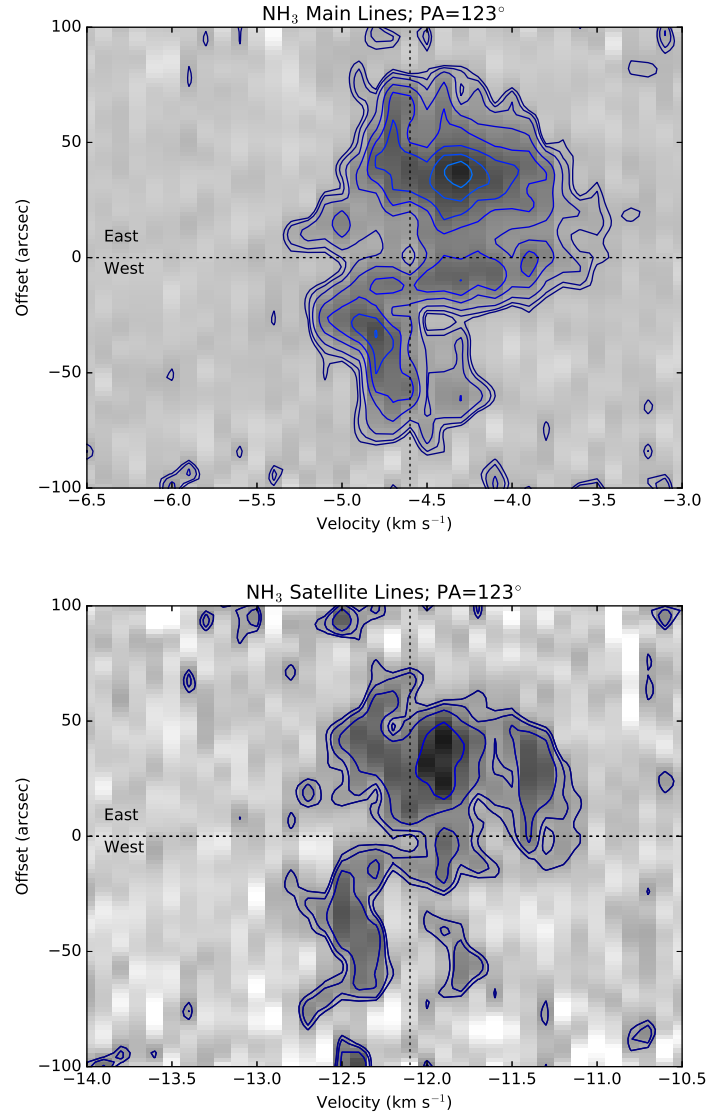 NH₃ Main Lines; PA=123°
100
50
0
−50
−100
Offset (arcsec)
East
West
−6.5 −6.0 −5.5 −5.0 −4.5 −4.0 −3.5 −3.0
Velocity (km s⁻¹)
NH₃ Satellite Lines; PA=123°
100
50
0
−50
−100
Offset (arcsec)
East
West
−14.0 −13.5 −13.0 −12.5 −12.0 −11.5 −11.0 −10.5
Velocity (km s⁻¹)